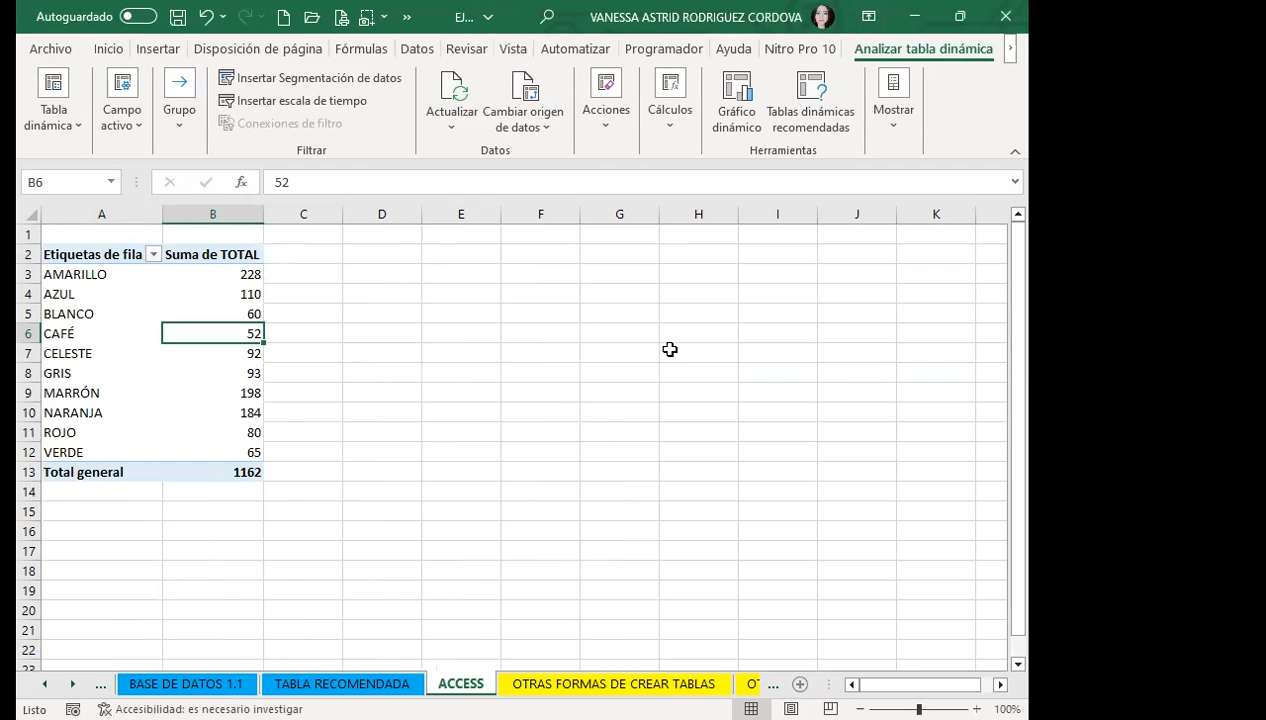 Autoguardado
EJ...
VANESSA ASTRID RODRIGUEZ CORDOVA
Archivo Inicio Insertar Disposición de página Fórmulas Datos Revisar Vista Automatizar Programador Ayuda Nitro Pro 10 Analizar tabla dinámica
Tabla dinámica
Campo activo
Grupo
Insertar Segmentación de datos
Insertar escala de tiempo
Conexiones de filtro
Filtrar
Actualizar
Cambiar origen de datos
Datos
Acciones
Cálculos
Gráfico dinámico
Tablas dinámicas recomendadas
Herramientas
Mostrar
B6 fx 52
A B C D E F G H I J K
1
2 Etiquetas de fila Suma de TOTAL
3 AMARILLO 228
4 AZUL 110
5 BLANCO 60
6 CAFÉ 52
7 CELESTE 92
8 GRIS 93
9 MARRÓN 198
10 NARANJA 184
11 ROJO 80
12 VERDE 65
13 Total general 1162
14
15
16
17
18
19
20
21
22
23
... BASE DE DATOS 1.1 TABLA RECOMENDADA ACCESS OTRAS FORMAS DE CREAR TABLAS OT ...
Listo Accesibilidad: es necesario investigar 100%